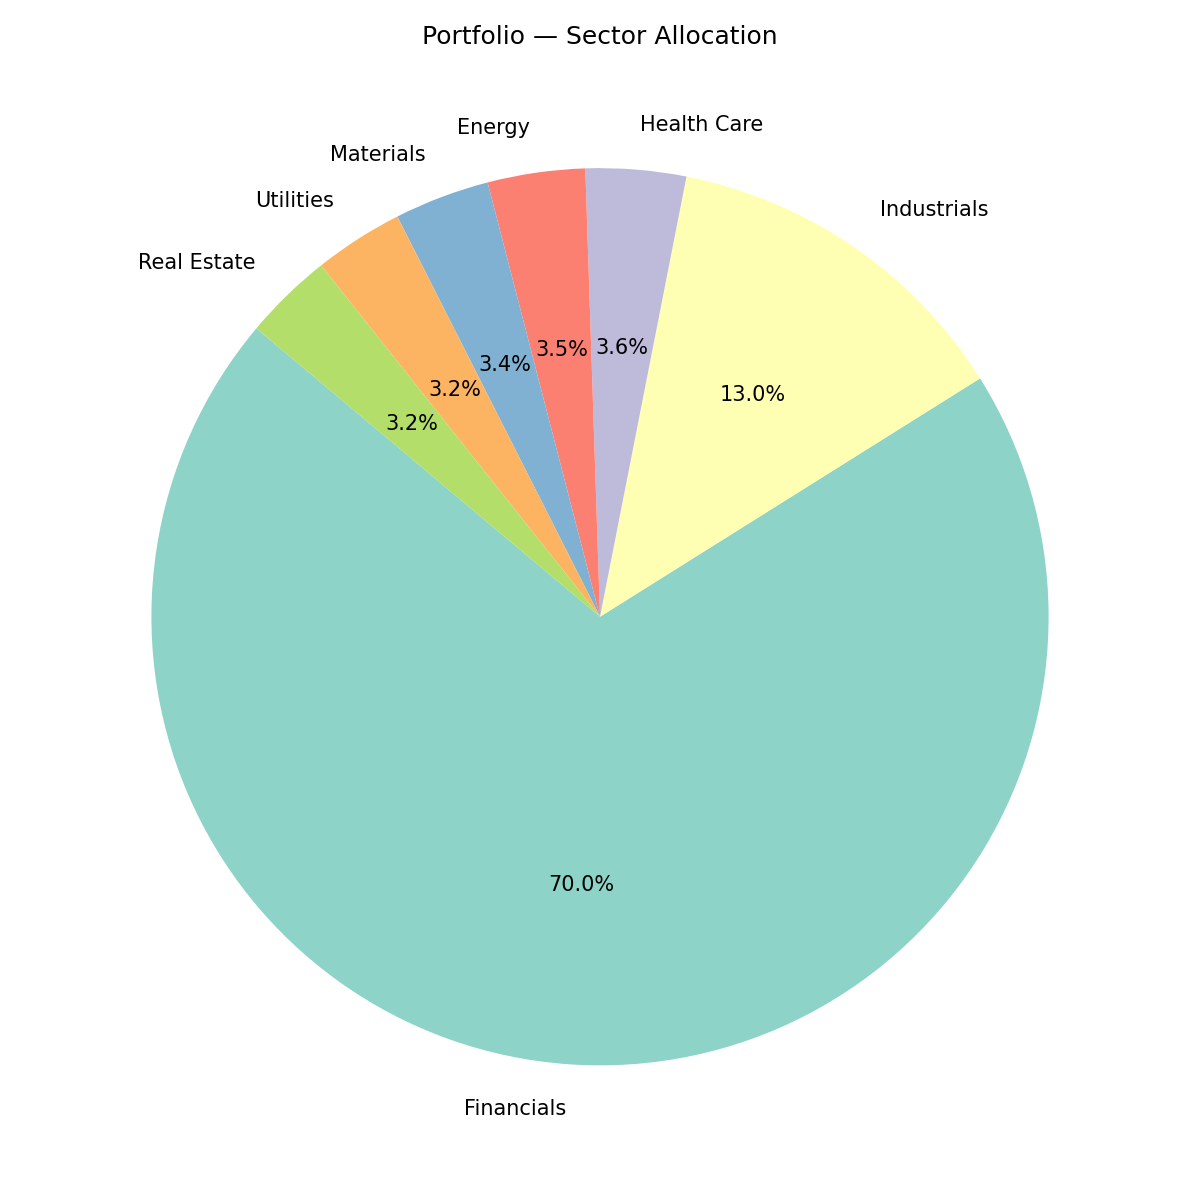 Portfolio — Sector Allocation
Health Care
Energy
Materials
Utilities
Industrials
Real Estate
3.6%
3.5%
3.4%
3.2%
13.0%
3.2%
70.0%
Financials